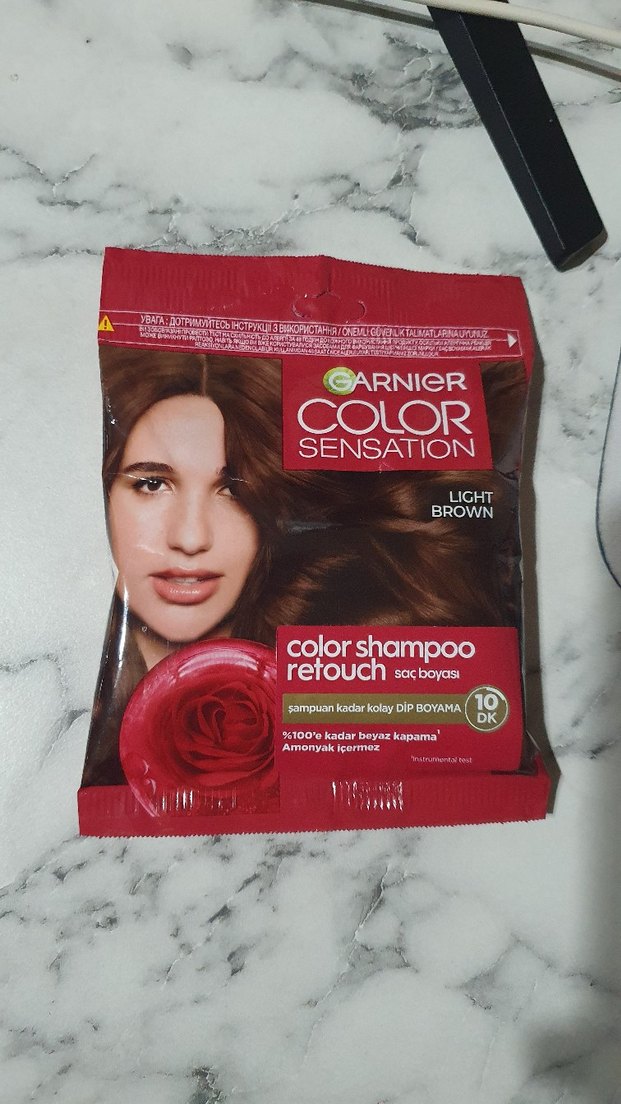 УВАГА : ДОТРИМУЙТЕСЬ ІНСТРУКЦІЇ З ВИКОРИСТАННЯ / ÖNEMLİ GÜVENLİK TALİMATLARINA UYUNUZ
GARNIER
COLOR
SENSATION
LIGHT
BROWN
color shampoo
retouch saç boyası
şampuan kadar kolay DİP BOYAMA
10
DK
%100'e kadar beyaz kapama¹
Amonyak içermez
¹Instrumental test